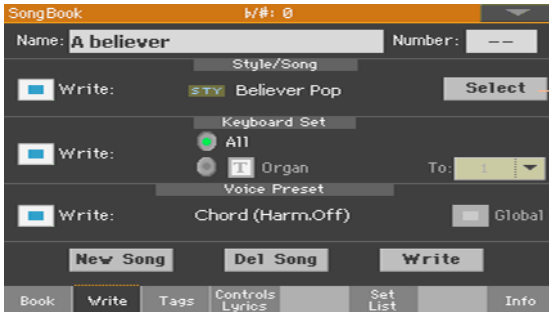 SongBook b/#: 0
Name: A believer Number: --
Style/Song
Write: STY Believer Pop Select
Keyboard Set
Write: All
T Organ To: 1
Voice Preset
Write: Chord (Harm.Off) Global
New Song Del Song Write
Book Write Tags Controls Lyrics Set List Info